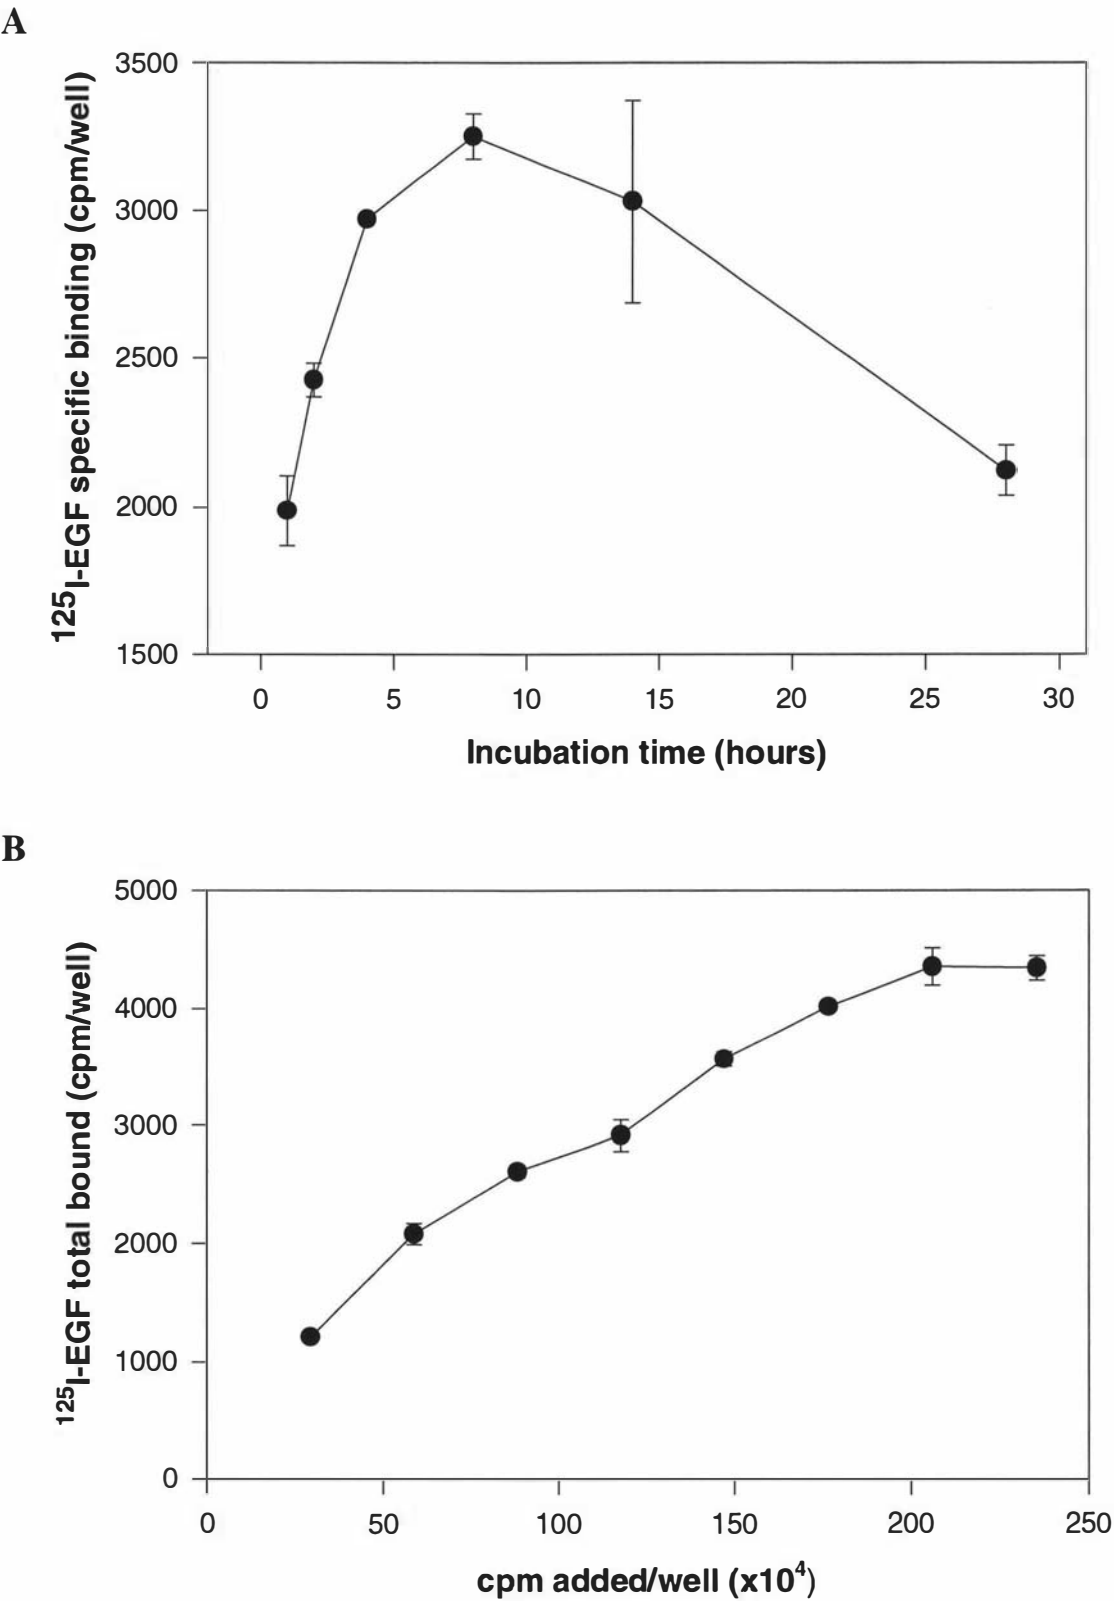 A
3500
3000
2500
2000
1500
125I-EGF specific binding (cpm/well)
0 5 10 15 20 25 30
Incubation time (hours)
B
5000
4000
3000
2000
1000
0
125I-EGF total bound (cpm/well)
0 50 100 150 200 250
cpm added/well (x10⁴)